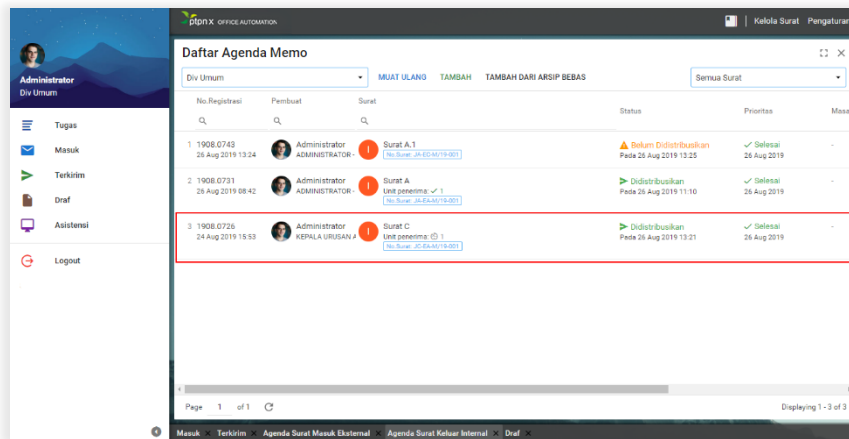 ptpn x OFFICE AUTOMATION
Kelola Surat Pengaturan
Administrator
Div Umum
Tugas
Masuk
Terkirim
Draf
Asistensi
Logout
Daftar Agenda Memo
Div Umum MUAT ULANG TAMBAH TAMBAH DARI ARSIP BEBAS Semua Surat
No.Registrasi Pembuat Surat Status Prioritas Masa
1 1908.0743 Administrator I Surat A.1 Belum Didistribusikan Selesai -
26 Aug 2019 13:24 ADMINISTRATOR - No.Surat: JA-EC-M/19-001 Pada 26 Aug 2019 13:25 26 Aug 2019
2 1908.0731 Administrator I Surat A Didistribusikan Selesai -
26 Aug 2019 08:42 ADMINISTRATOR - Unit penerima: ✓ 1 Pada 26 Aug 2019 11:10 26 Aug 2019
No.Surat: JA-EA-M/19-001
3 1908.0726 Administrator I Surat C Didistribusikan Selesai -
24 Aug 2019 15:53 KEPALA URUSAN A Unit penerima: 1 Pada 26 Aug 2019 13:21 26 Aug 2019
No.Surat: JC-EA-M/19-001
Page 1 of 1 Displaying 1 - 3 of 3
Masuk × Terkirim × Agenda Surat Masuk Eksternal × Agenda Surat Keluar Internal × Draf ×